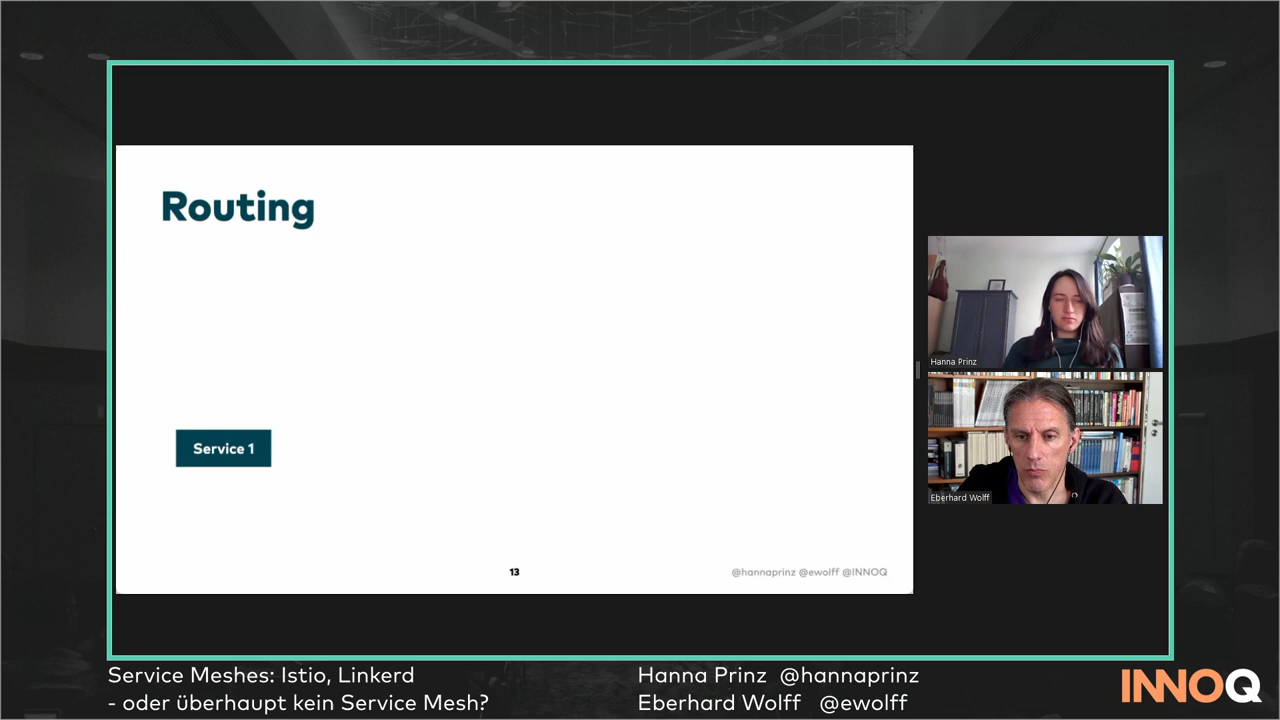 Routing
Service 1
13
@hannaprinz @ewolff @INNOQ
Hanna Prinz
Eberhard Wolff
Service Meshes: Istio, Linkerd
- oder überhaupt kein Service Mesh?
Hanna Prinz @hannaprinz
Eberhard Wolff @ewolff
INNOQ